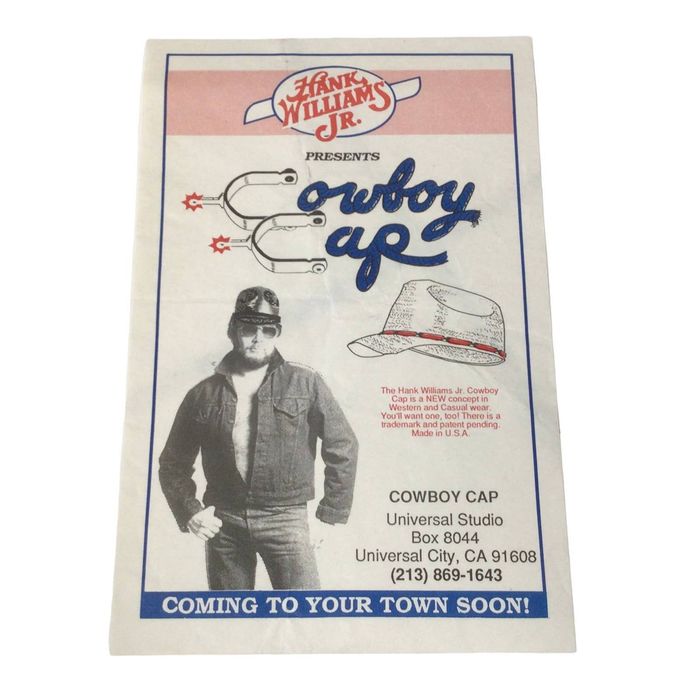 HANK
WILLIAMS
JR.
PRESENTS
Cowboy
Cap
The Hank Williams Jr. Cowboy
Cap is a NEW concept in
Western and Casual wear.
You'll want one, too! There is a
trademark and patent pending.
Made in U.S.A.
COWBOY CAP
Universal Studio
Box 8044
Universal City, CA 91608
(213) 869-1643
COMING TO YOUR TOWN SOON!